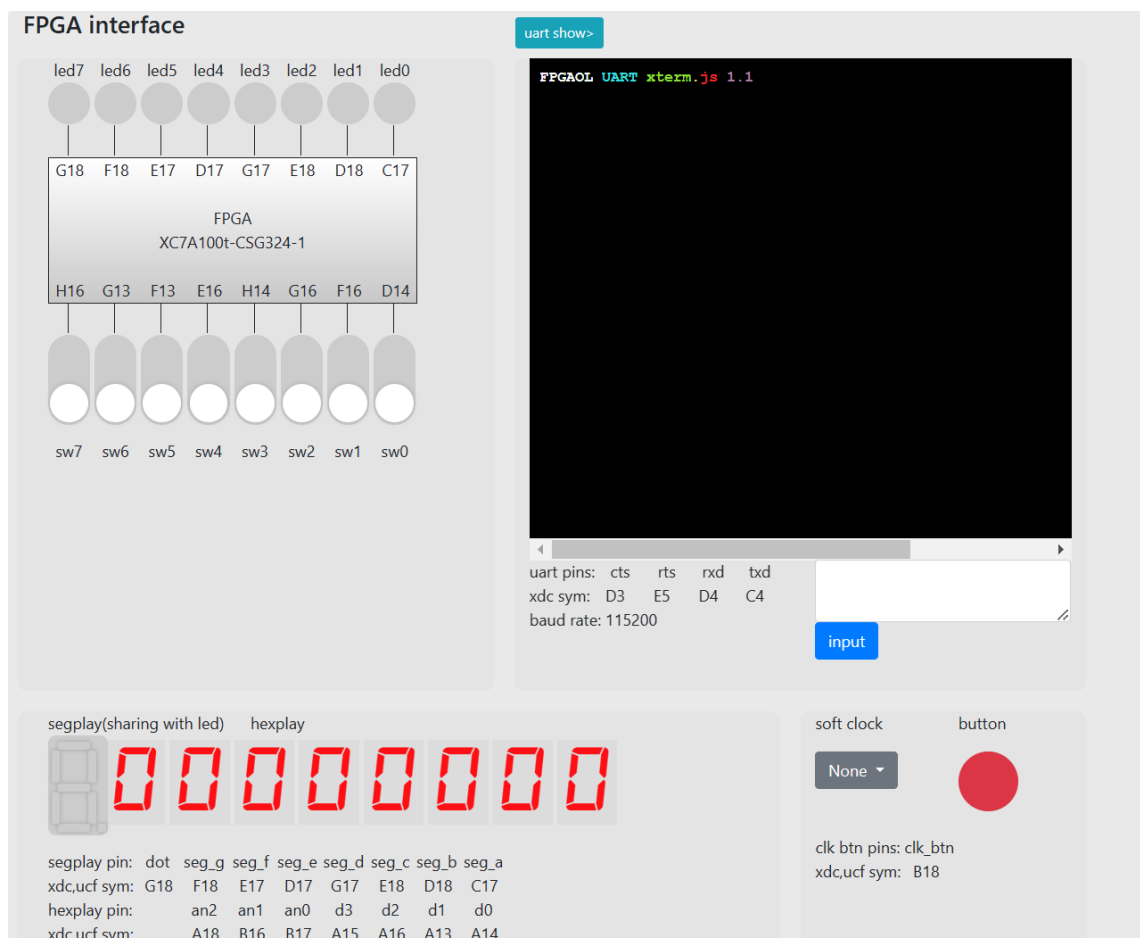 FPGA interface
uart show>
led7 led6 led5 led4 led3 led2 led1 led0
G18 F18 E17 D17 G17 E18 D18 C17
FPGA
XC7A100t-CSG324-1
H16 G13 F13 E16 H14 G16 F16 D14
sw7 sw6 sw5 sw4 sw3 sw2 sw1 sw0
FPGAOL UART xterm.js 1.1
uart pins: cts rts rxd txd
xdc sym: D3 E5 D4 C4
baud rate: 115200
input
segplay(sharing with led) hexplay
00000000
segplay pin: dot seg_g seg_f seg_e seg_d seg_c seg_b seg_a
xdc,ucf sym: G18 F18 E17 D17 G17 E18 D18 C17
hexplay pin: an2 an1 an0 d3 d2 d1 d0
xdc,ucf sym: A18 B16 B17 A15 A16 A13 A14
soft clock button
None
clk btn pins: clk_btn
xdc,ucf sym: B18